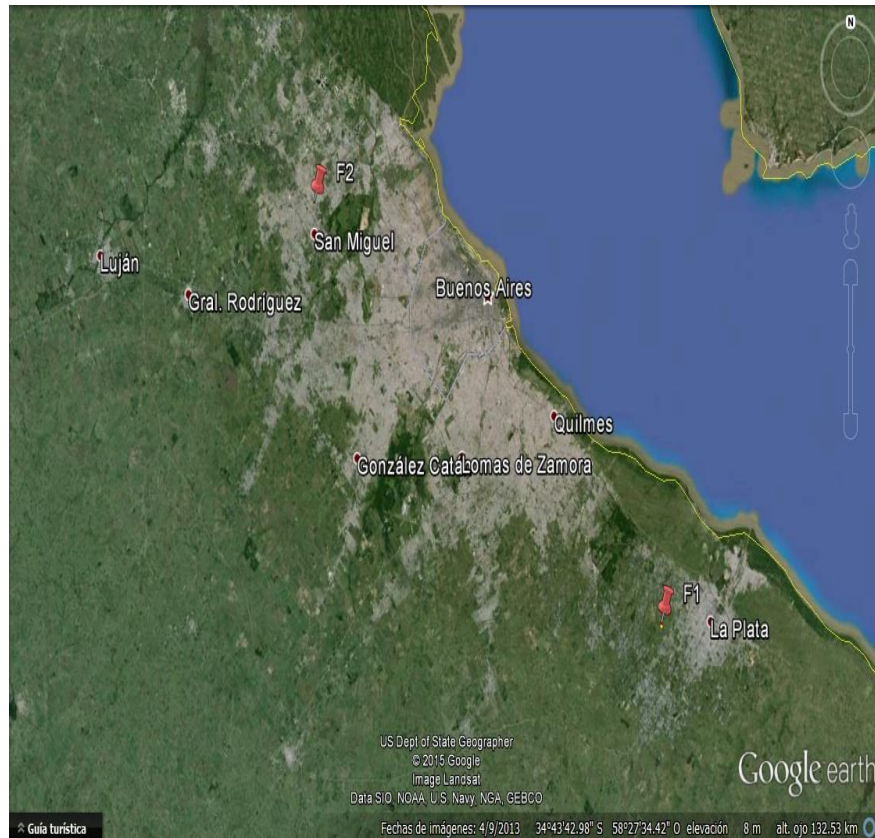 N
F2
San Miguel
Luján
Gral. Rodríguez
Buenos Aires
Quilmes
González Catán
Lomas de Zamora
F1
La Plata
US Dept of State Geographer
© 2015 Google
Image Landsat
Data SIO, NOAA, U.S. Navy, NGA, GEBCO
Google earth
Guía turística
Fechas de imágenes: 4/9/2013 34°43'42.98" S 58°27'34.42" O elevación 8 m alt. ojo 132.53 km